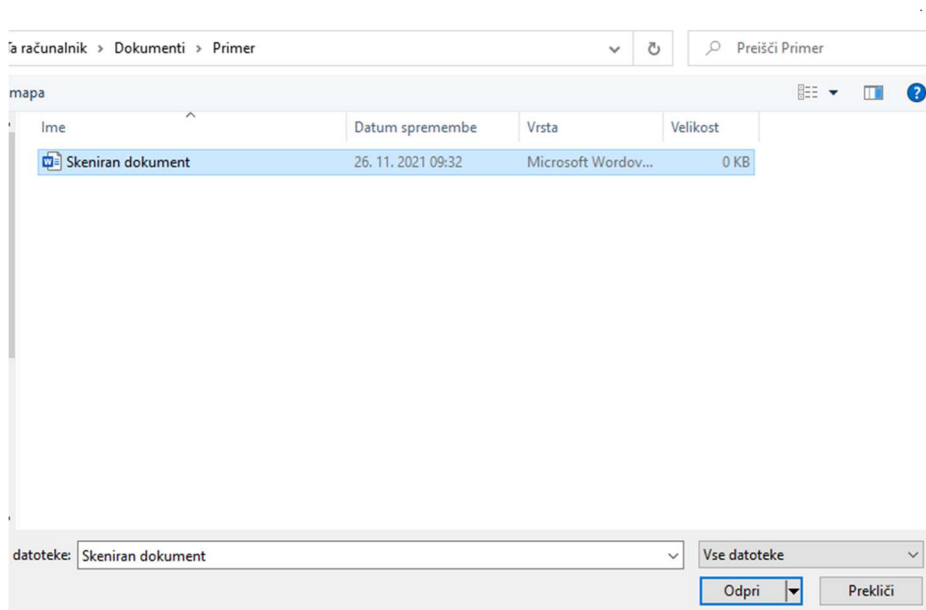 Ta računalnik > Dokumenti > Primer
Preišči Primer
mapa
Ime Datum spremembe Vrsta Velikost
Skeniran dokument 26. 11. 2021 09:32 Microsoft Wordov... 0 KB
datoteke: Skeniran dokument Vse datoteke
Odpri Prekliči